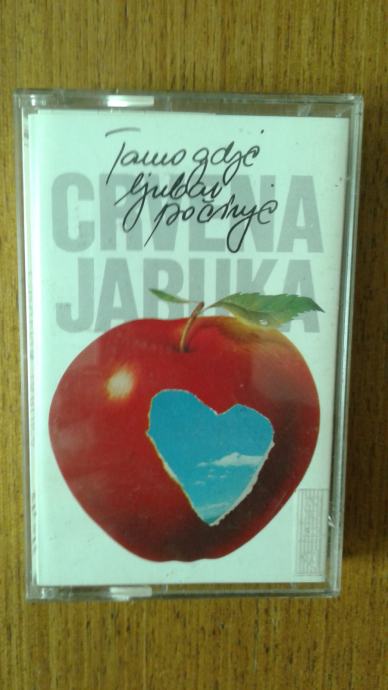 Tamo gdje
ljubav
počinje
CRVENA
JABUKA